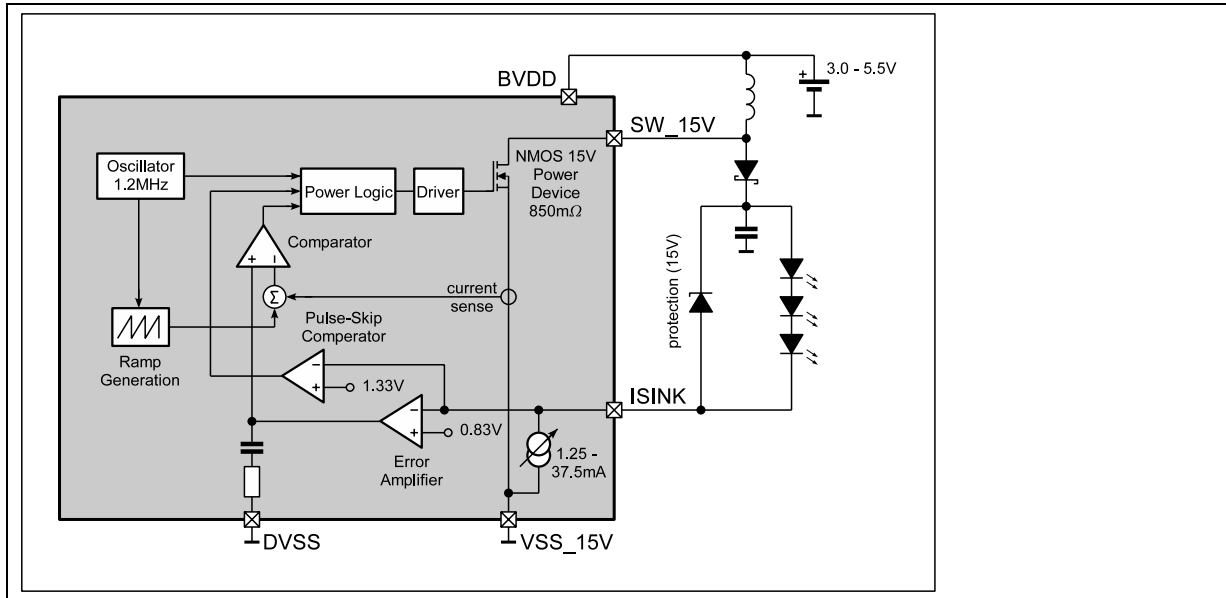 BVDD
3.0 - 5.5V
+
SW_15V
Oscillator
1.2MHz
Power Logic
Driver
NMOS 15V
Power
Device
850mΩ
Comparator
+ −
Σ
current
sense
protection (15V)
Ramp
Generation
Pulse-Skip
Comperator
−
+
1.33V
ISINK
−
+
0.83V
Error
Amplifier
1.25 -
37.5mA
DVSS
VSS_15V